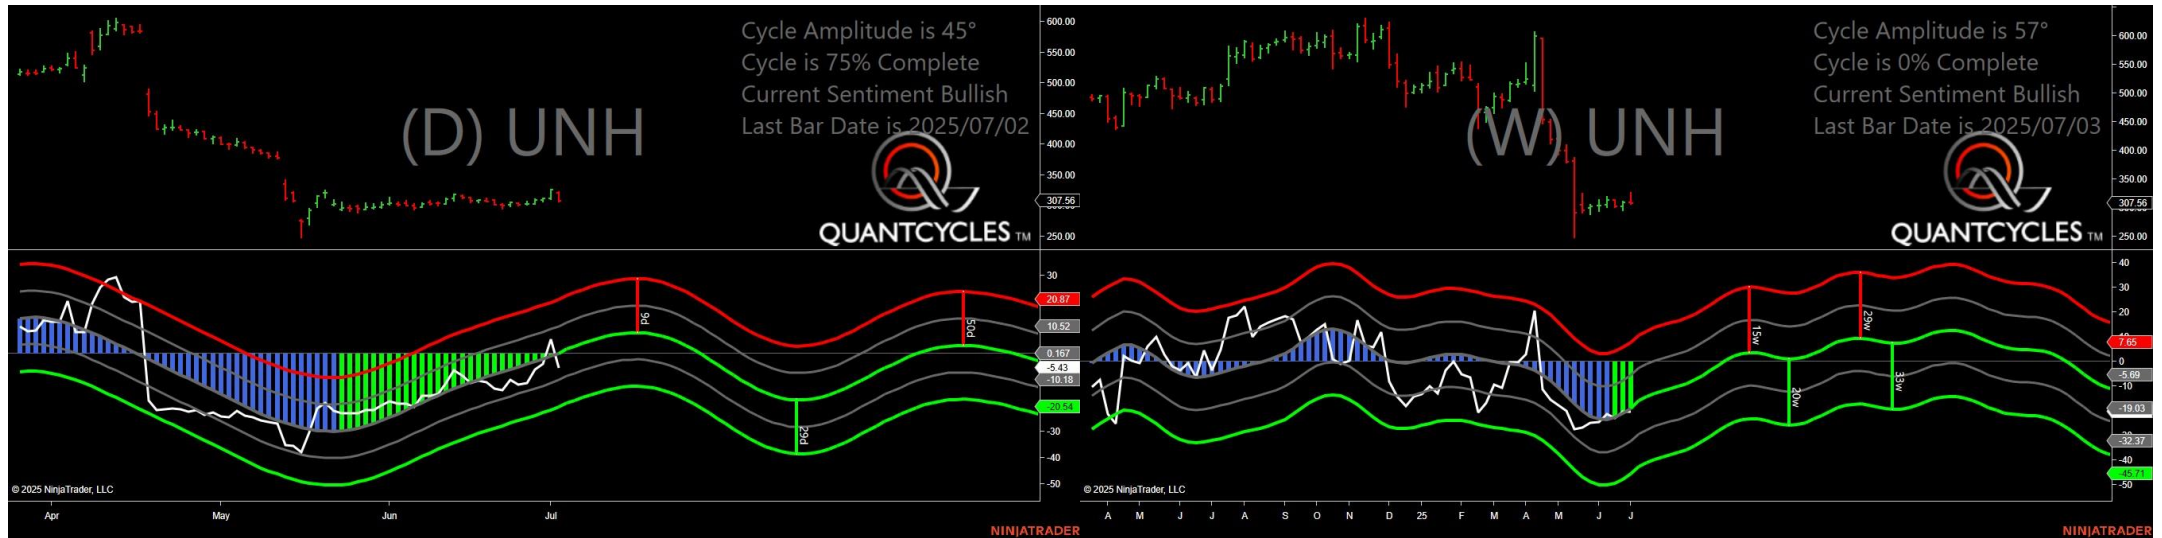 Cycle Amplitude is 45°
Cycle is 75% Complete
Current Sentiment Bullish
Last Bar Date is 2025/07/02
(D) UNH
QUANTCYCLES TM
600.00
550.00
500.00
450.00
400.00
350.00
307.56
250.00
30
20.87
10.52
0.167
-5.43
-10.18
-20.54
-30
-40
-50
9d
29d
50d
© 2025 NinjaTrader, LLC
Apr May Jun Jul
NINJATRADER
Cycle Amplitude is 57°
Cycle is 0% Complete
Current Sentiment Bullish
Last Bar Date is 2025/07/03
(W) UNH
QUANTCYCLES TM
600.00
550.00
500.00
450.00
400.00
350.00
307.56
250.00
40
30
20
7.65
0
-5.69
-10
-19.03
-32.37
-40
-45.71
-50
15w
20w
29w
33w
© 2025 NinjaTrader, LLC
A M J J A S O N D 25 F M A M J J
NINJATRADER